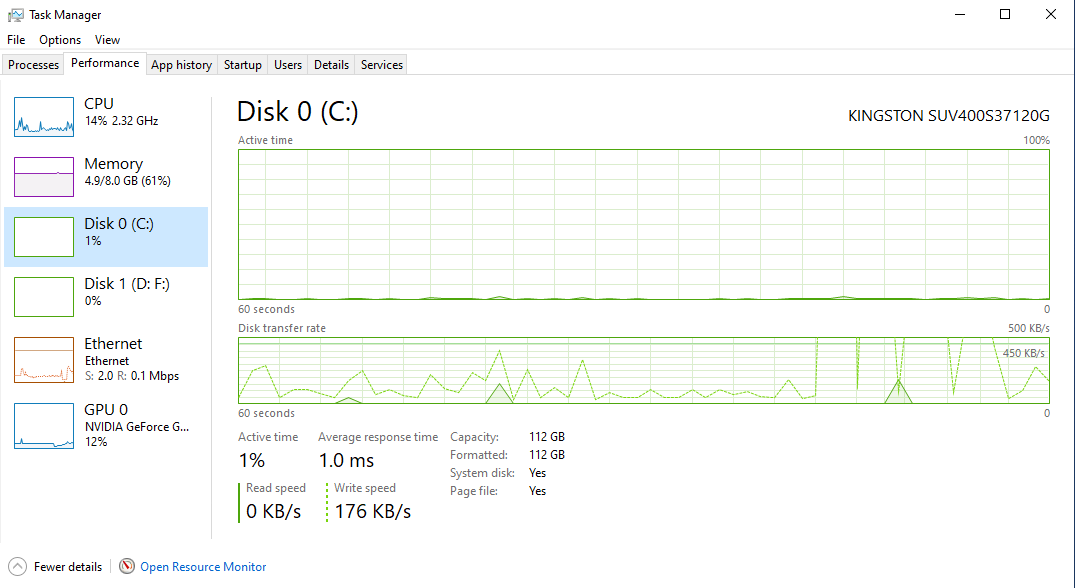 Task Manager
File Options View
Processes Performance App history Startup Users Details Services
CPU
14% 2.32 GHz
Memory
4.9/8.0 GB (61%)
Disk 0 (C:)
1%
Disk 1 (D: F:)
0%
Ethernet
Ethernet
S: 2.0 R: 0.1 Mbps
GPU 0
NVIDIA GeForce G...
12%
Disk 0 (C:) KINGSTON SUV400S37120G
Active time 100%
60 seconds 0
Disk transfer rate 500 KB/s
450 KB/s
60 seconds 0
Active time
1%
Average response time
1.0 ms
Read speed
0 KB/s
Write speed
176 KB/s
Capacity: 112 GB
Formatted: 112 GB
System disk: Yes
Page file: Yes
Fewer details Open Resource Monitor